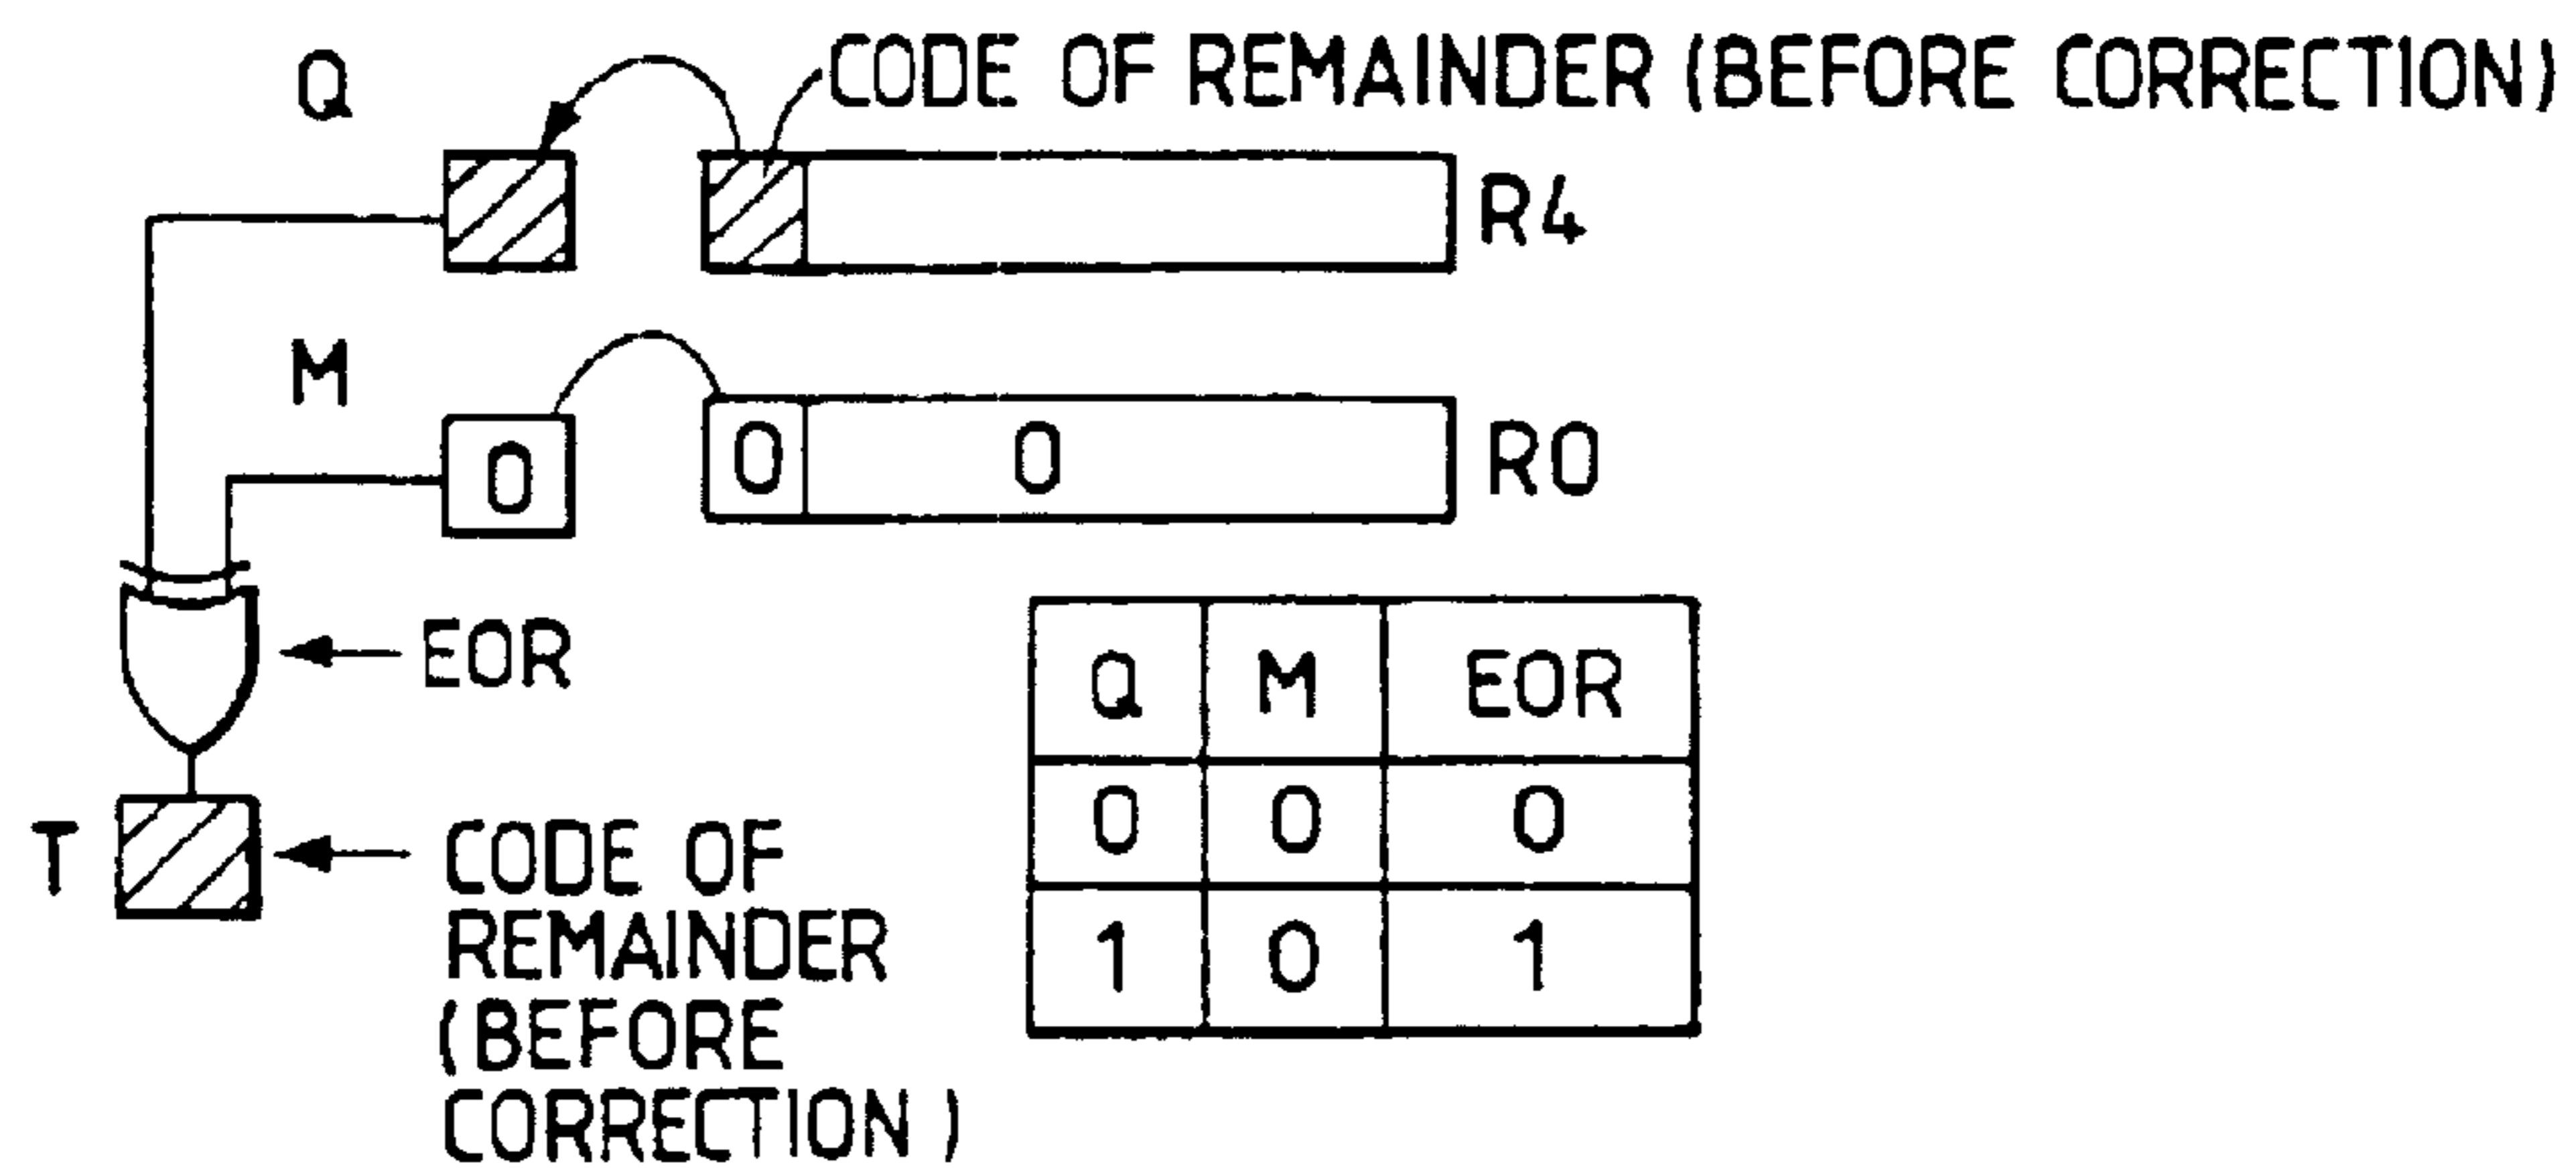 Q
CODE OF REMAINDER (BEFORE CORRECTION)
R4
M
0
0
0
R0
EOR
T
CODE OF
REMAINDER
(BEFORE
CORRECTION)
Q M EOR
0 0 0
1 0 1